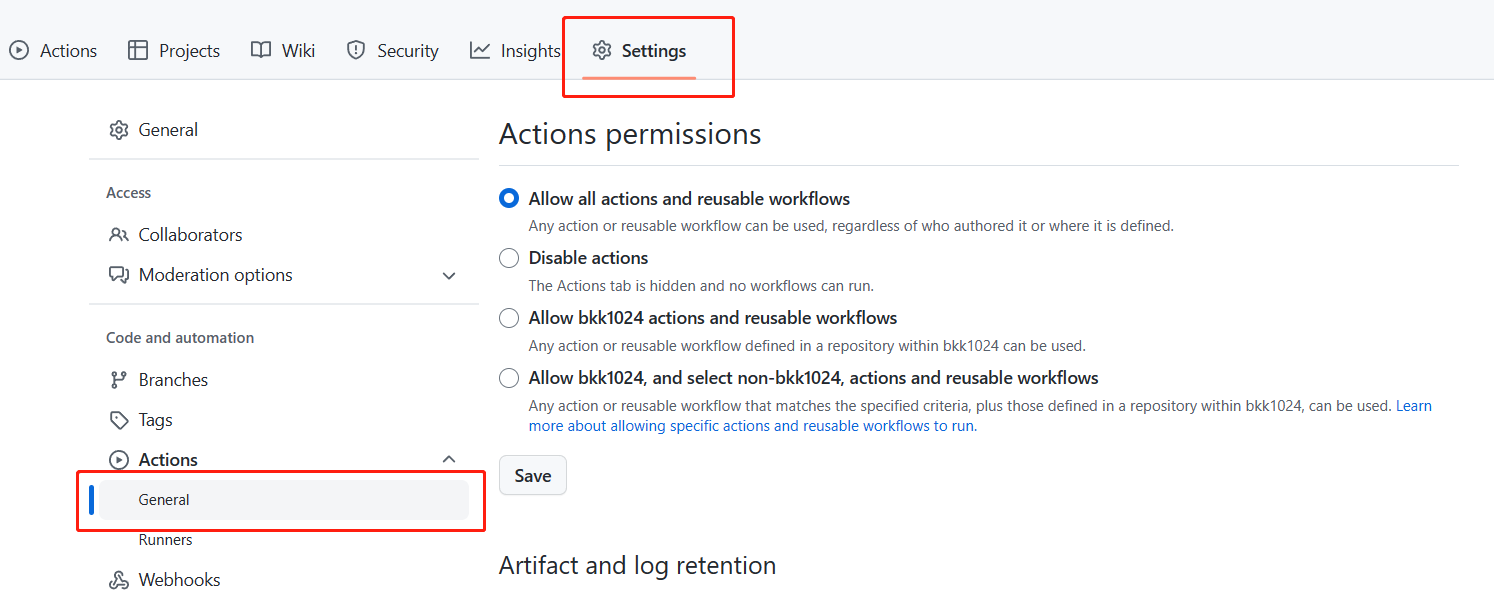 Actions Projects Wiki Security Insights Settings
General
Access
Collaborators
Moderation options
Code and automation
Branches
Tags
Actions
General
Runners
Webhooks
Actions permissions
Allow all actions and reusable workflows
Any action or reusable workflow can be used, regardless of who authored it or where it is defined.
Disable actions
The Actions tab is hidden and no workflows can run.
Allow bkk1024 actions and reusable workflows
Any action or reusable workflow defined in a repository within bkk1024 can be used.
Allow bkk1024, and select non-bkk1024, actions and reusable workflows
Any action or reusable workflow that matches the specified criteria, plus those defined in a repository within bkk1024, can be used. Learn
more about allowing specific actions and reusable workflows to run.
Save
Artifact and log retention